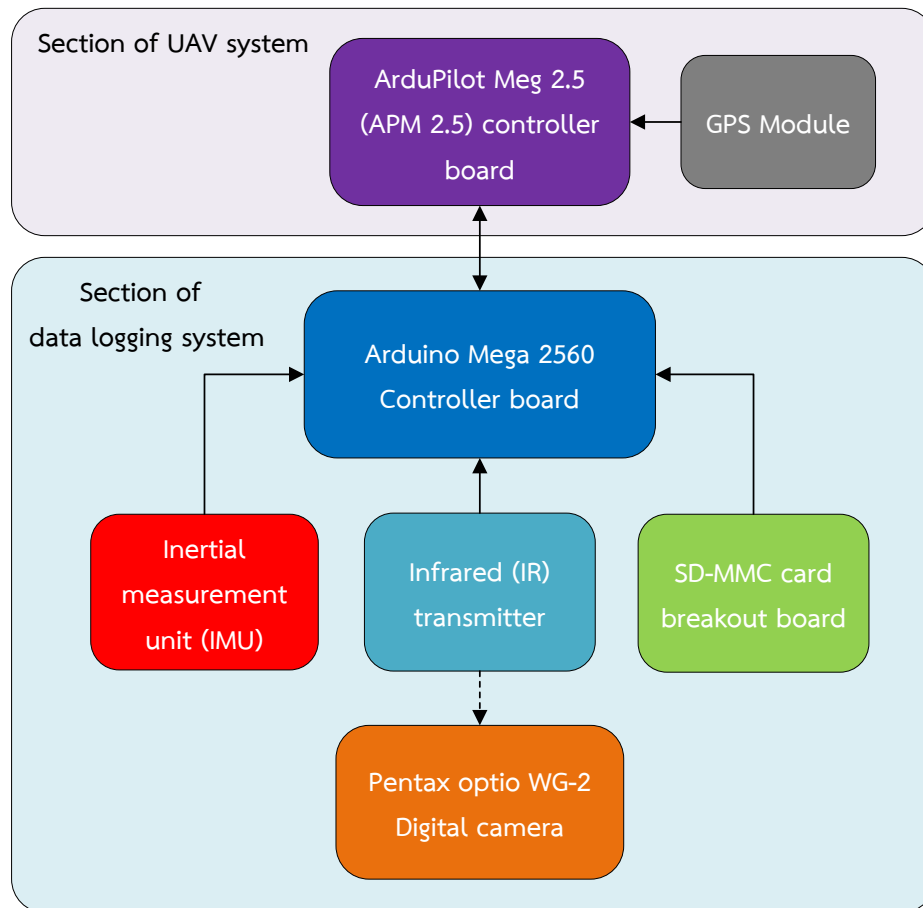 Section of UAV system
ArduPilot Meg 2.5
(APM 2.5) controller
board
GPS Module
Section of
data logging system
Arduino Mega 2560
Controller board
Inertial
measurement
unit (IMU)
Infrared (IR)
transmitter
SD-MMC card
breakout board
Pentax optio WG-2
Digital camera